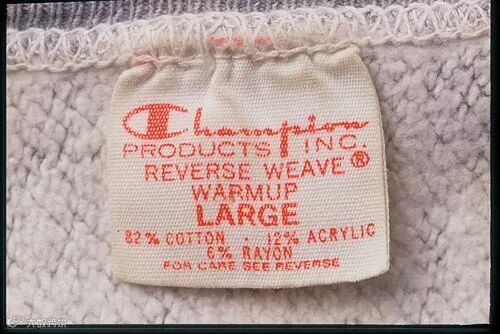 Champion
PRODUCTS INC.
REVERSE WEAVE®
WARMUP
LARGE
82% COTTON . 12% ACRYLIC
6% RAYON
FOR CARE SEE REVERSE